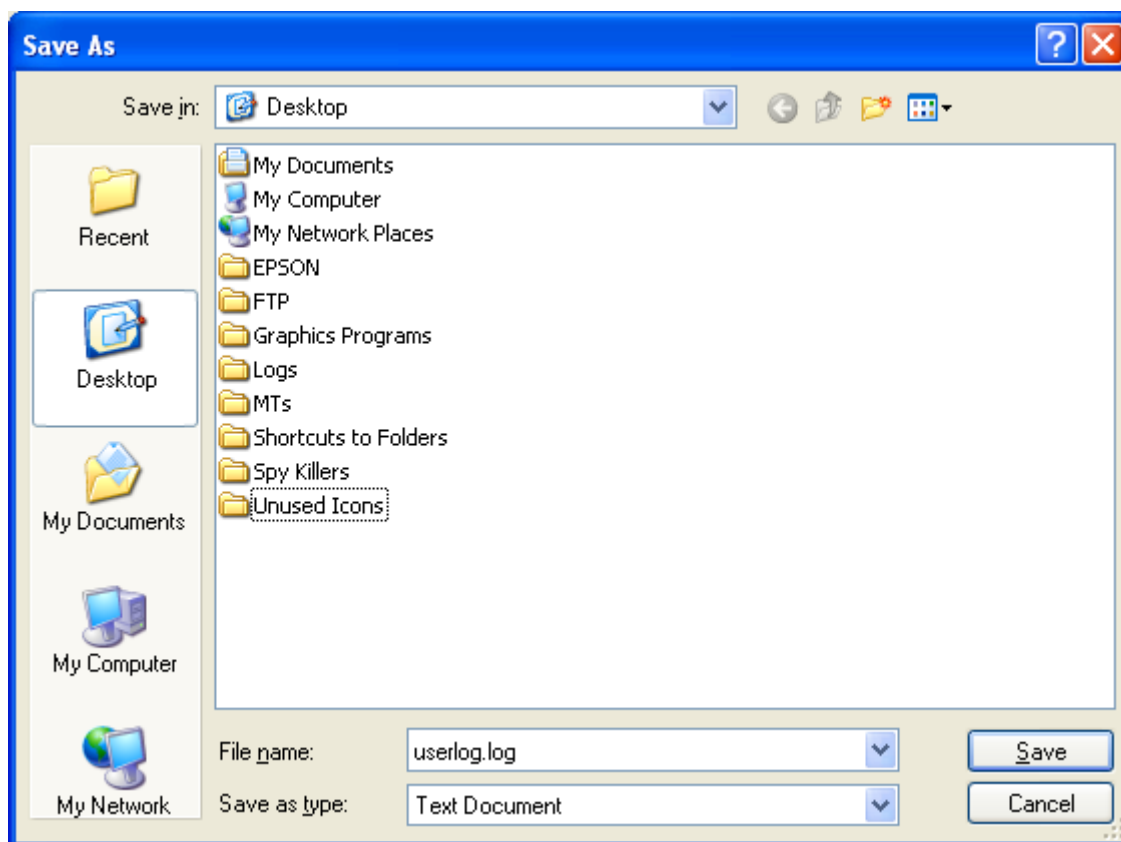 Save As
Save in: Desktop
Recent
Desktop
My Documents
My Computer
My Network
My Documents
My Computer
My Network Places
EPSON
FTP
Graphics Programs
Logs
MTs
Shortcuts to Folders
Spy Killers
Unused Icons
File name: userlog.log Save
Save as type: Text Document Cancel